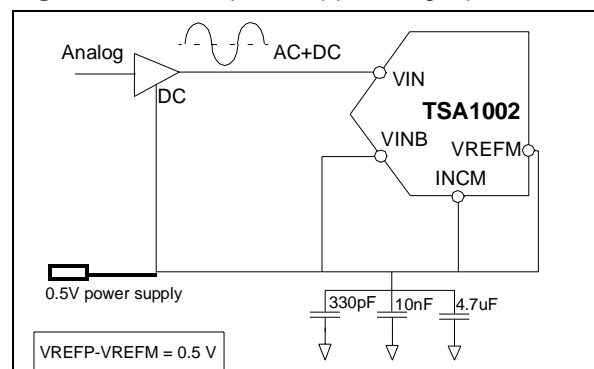 Analog
AC+DC
DC
VIN
TSA1002
VINB
VREFM
INCM
0.5V power supply
330pF 10nF 4.7uF
VREFP-VREFM = 0.5 V